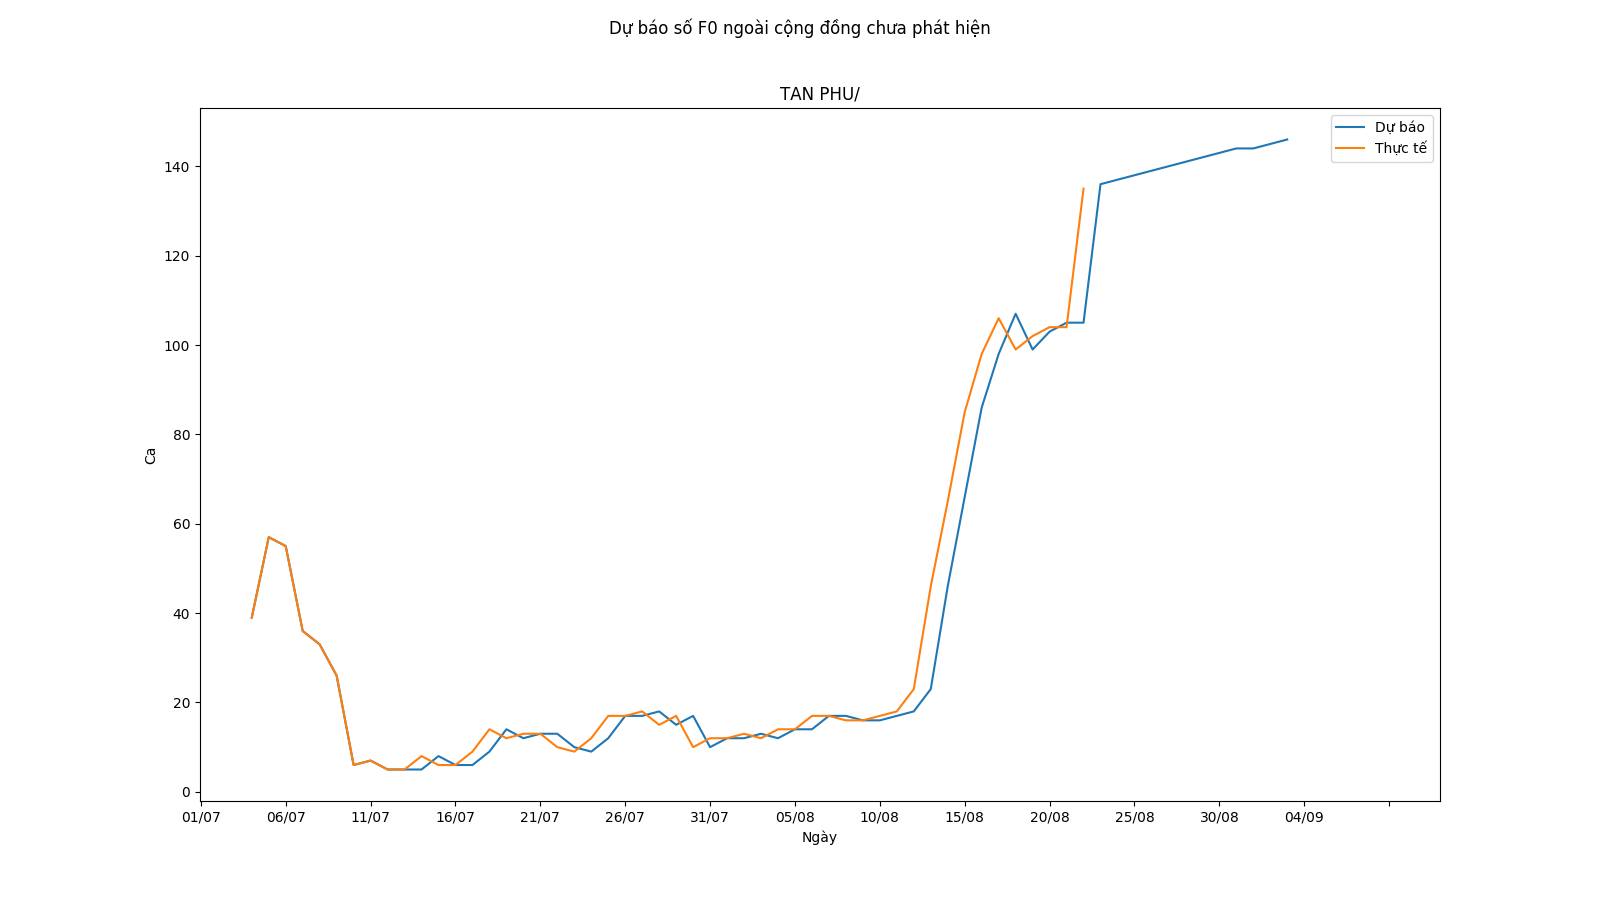 Dự báo số F0 ngoài cộng đồng chưa phát hiện
TAN PHU/
Dự báo
Thực tế
140
120
100
80
60
40
20
0
Ca
01/07 06/07 11/07 16/07 21/07 26/07 31/07 05/08 10/08 15/08 20/08 25/08 30/08 04/09
Ngày